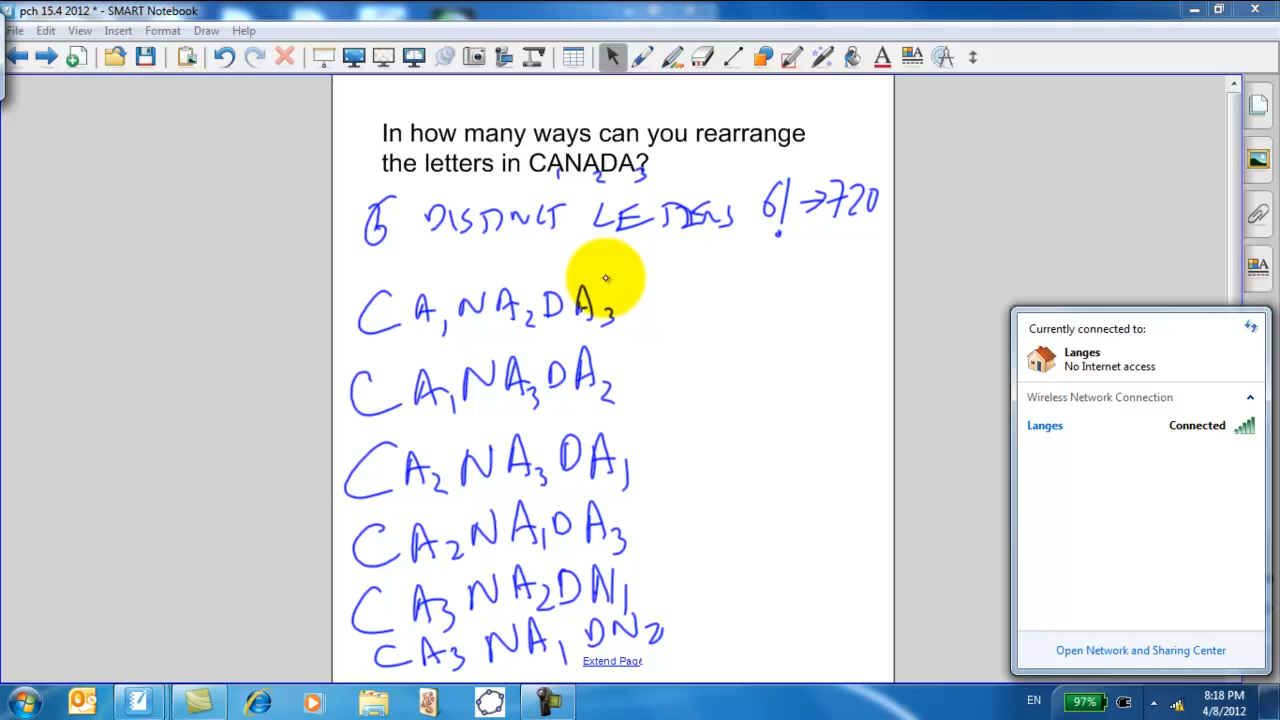 pch 15.4 2012 * - SMART Notebook
File Edit View Insert Format Draw Help
In how many ways can you rearrange
the letters in CANADA?
1 2 3
6 DISTINCT LETTERS 6! → 720
CA1NA2DA3
CA1NA3DA2
CA2NA3DA1
CA2NA1DA3
CA3NA2DN1
CA3NA1DN2
Extend Page
Currently connected to:
Langes
No Internet access
Wireless Network Connection
Langes Connected
Open Network and Sharing Center
EN 97% 8:18 PM
4/8/2012